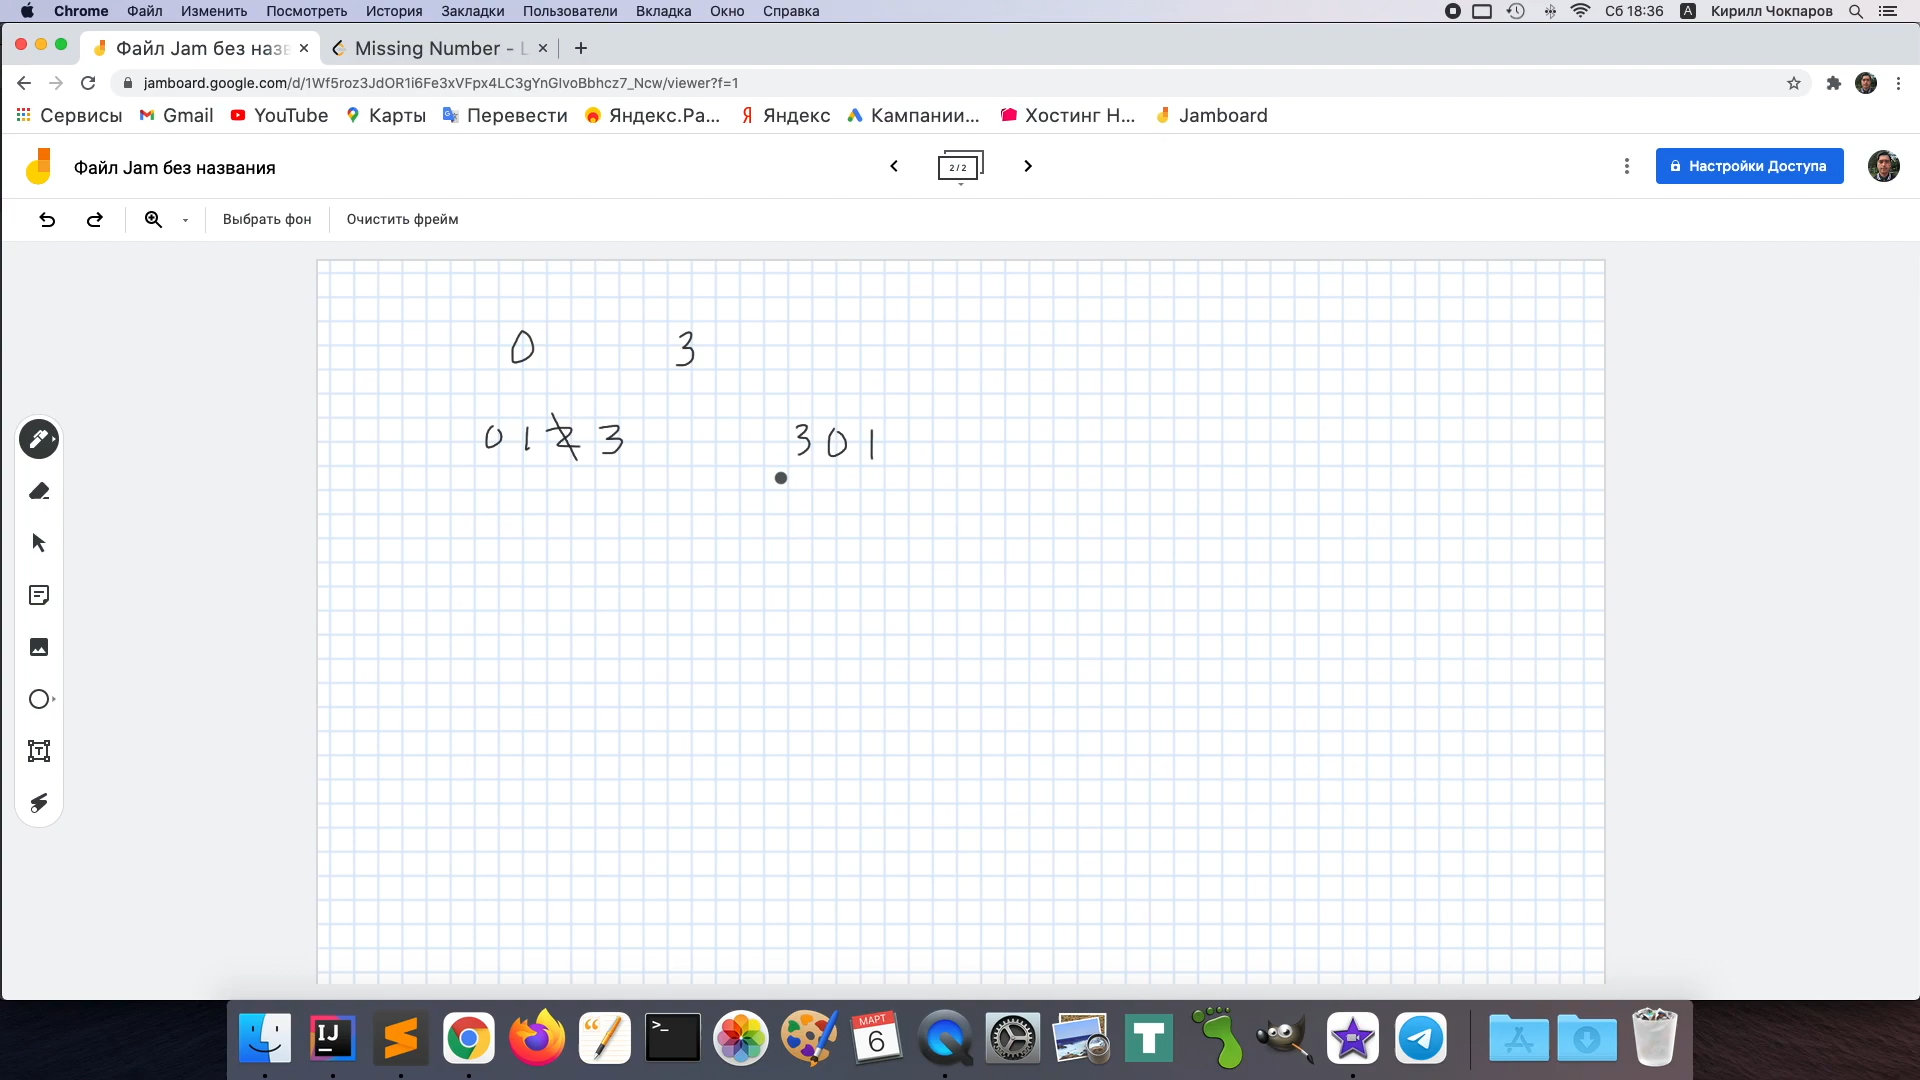 Chrome Файл Изменить Посмотреть История Закладки Пользователи Вкладка Окно Справка Сб 18:36 A Кирилл Чокпаров
Файл Jam без назв Missing Number - L
jamboard.google.com/d/1Wf5roz3JdOR1i6Fe3xVFpx4LC3gYnGlvoBbhcz7_Ncw/viewer?f=1
Сервисы Gmail YouTube Карты Перевести Яндекс.Ра... Яндекс Кампании... Хостинг Н... Jamboard
Файл Jam без названия 2/2 Настройки Доступа
Выбрать фон Очистить фрейм
0 3
0 1 2 3 3 0 1
МАРТ
6